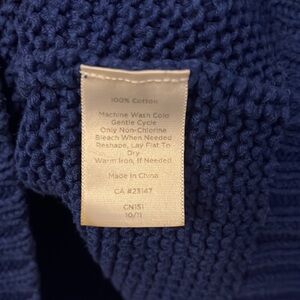 100% Cotton
Machine Wash Cold
Gentle Cycle
Only Non-Chlorine
Bleach When Needed
Reshape, Lay Flat To
Dry
Warm Iron, If Needed
Made in China
CA #23147
CN151
10/11